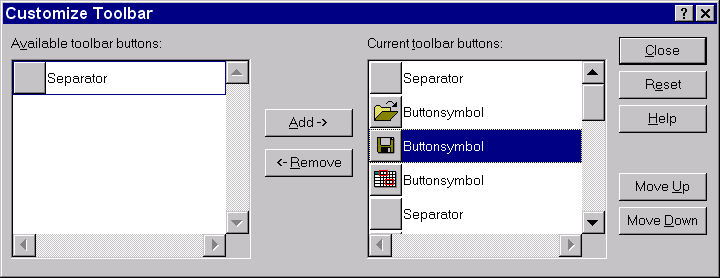 Customize Toolbar
Available toolbar buttons:
Separator
Add ->
<- Remove
Current toolbar buttons:
Separator
Buttonsymbol
Buttonsymbol
Buttonsymbol
Separator
Close
Reset
Help
Move Up
Move Down